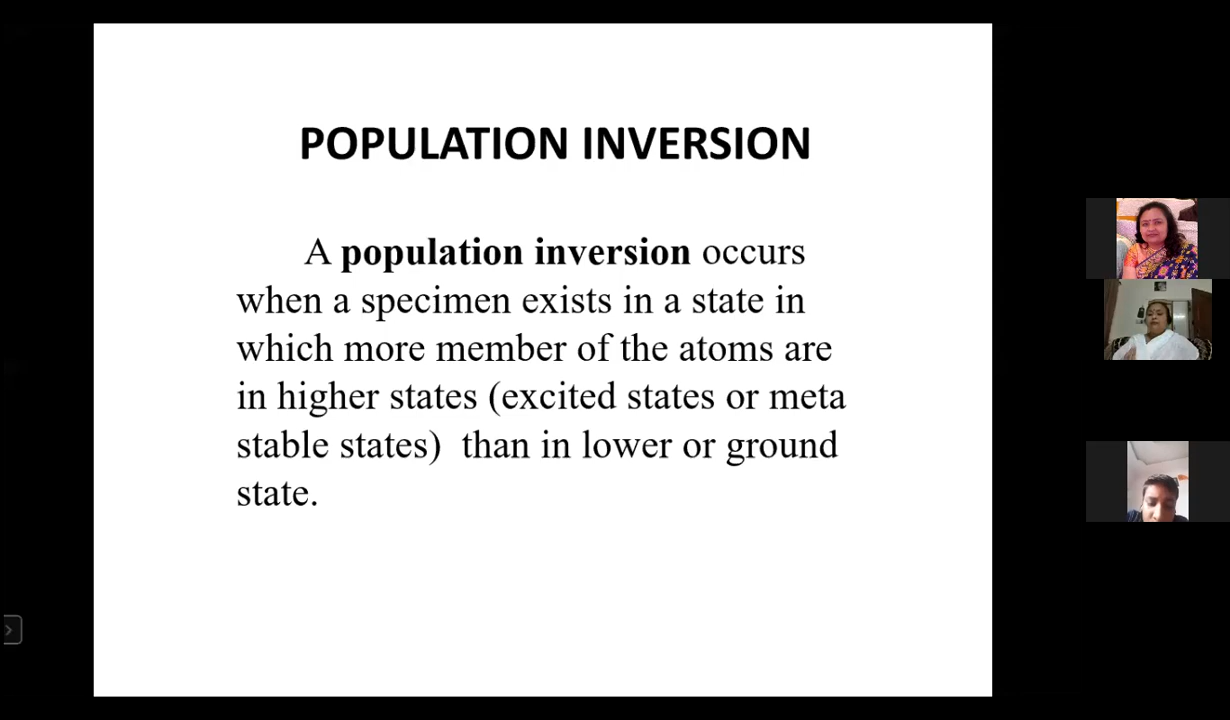 POPULATION INVERSION
A population inversion occurs
when a specimen exists in a state in
which more member of the atoms are
in higher states (excited states or meta
stable states)  than in lower or ground
state.